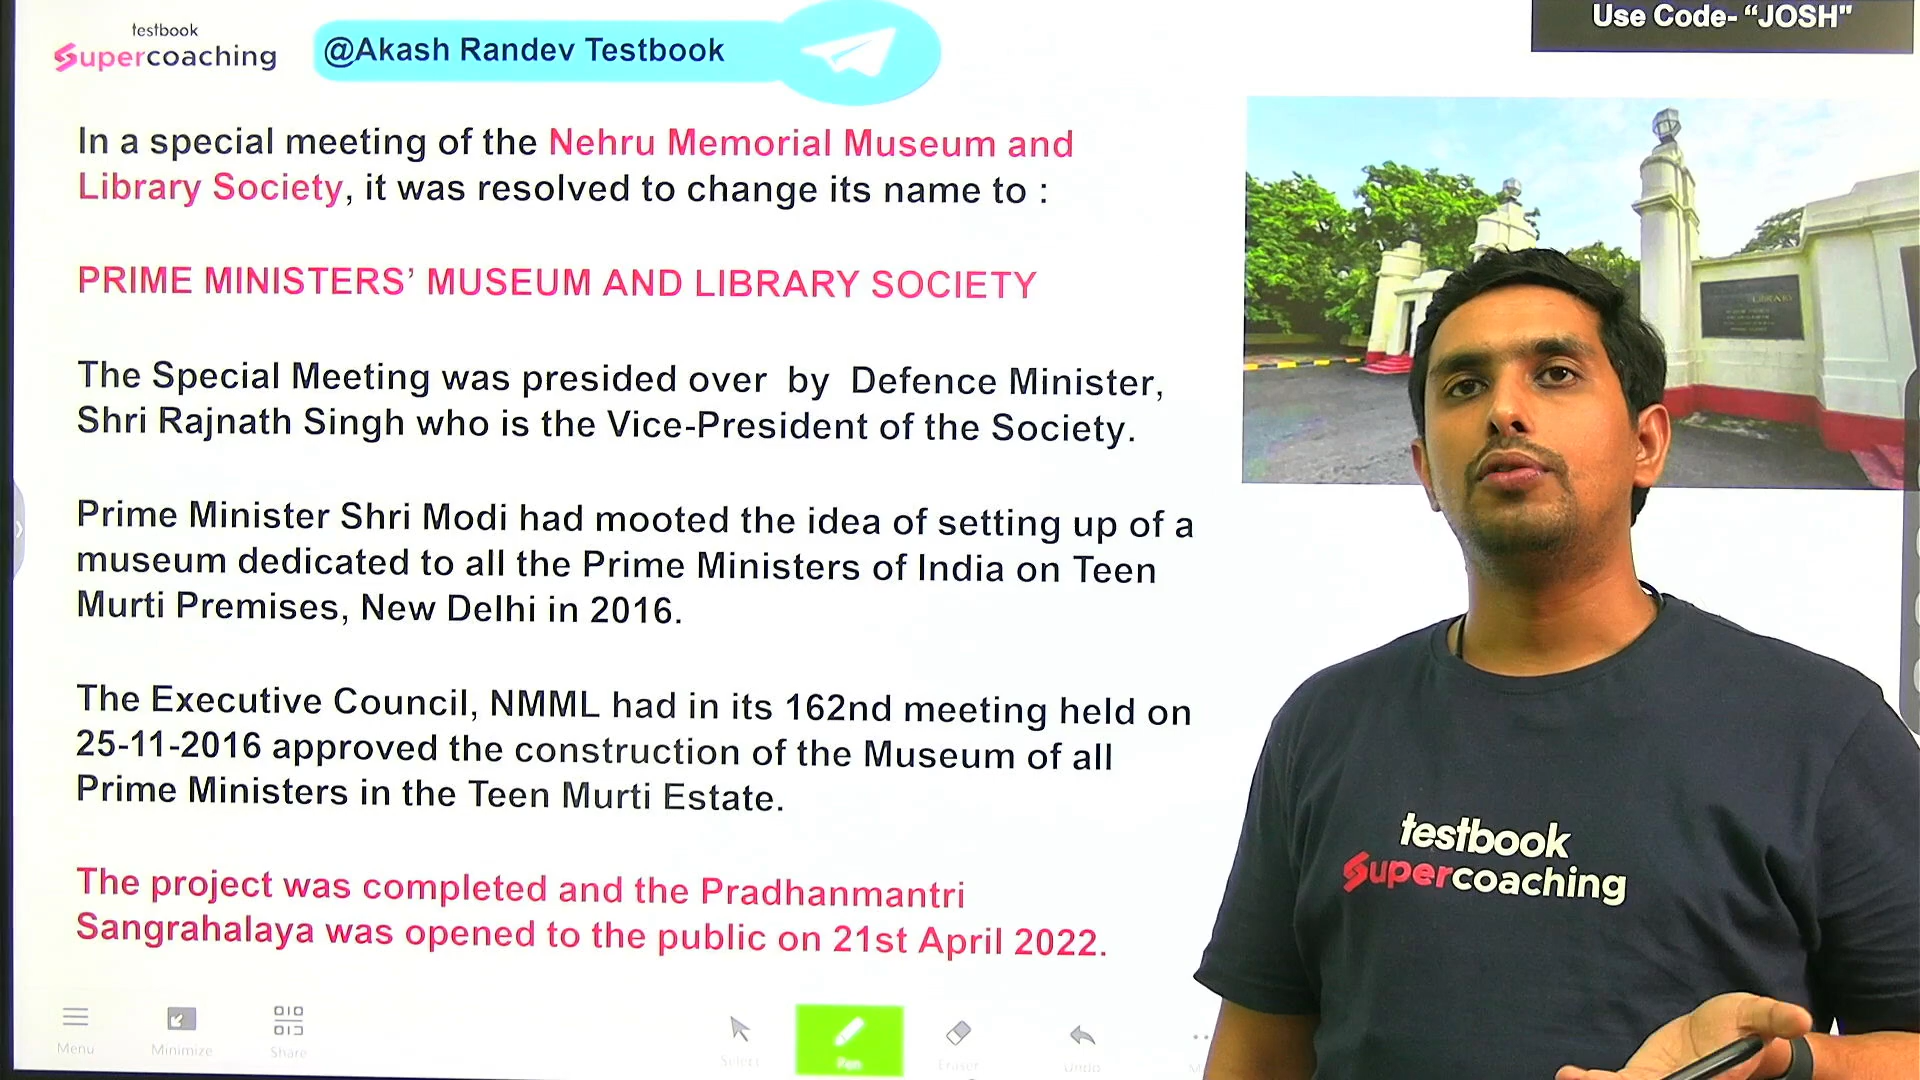 testbook
Supercoaching
@Akash Randev Testbook
Use Code- “JOSH"
In a special meeting of the Nehru Memorial Museum and
Library Society, it was resolved to change its name to :
PRIME MINISTERS’ MUSEUM AND LIBRARY SOCIETY
The Special Meeting was presided over by Defence Minister,
Shri Rajnath Singh who is the Vice-President of the Society.
Prime Minister Shri Modi had mooted the idea of setting up of a
museum dedicated to all the Prime Ministers of India on Teen
Murti Premises, New Delhi in 2016.
The Executive Council, NMML had in its 162nd meeting held on
25-11-2016 approved the construction of the Museum of all
Prime Ministers in the Teen Murti Estate.
The project was completed and the Pradhanmantri
Sangrahalaya was opened to the public on 21st April 2022.
LIBRARY
testbook
Supercoaching
Menu
Minimize
Share
Select
Pen
Eraser
Undo